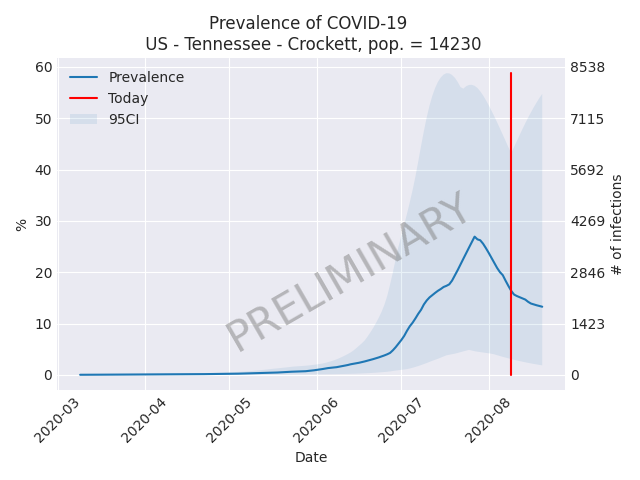 Prevalence of COVID-19
US - Tennessee - Crockett, pop. = 14230
Prevalence
Today
95CI
PRELIMINARY
%
60
50
40
30
20
10
0
8538
7115
5692
4269
2846
1423
0
# of infections
2020-03
2020-04
2020-05
2020-06
2020-07
2020-08
Date